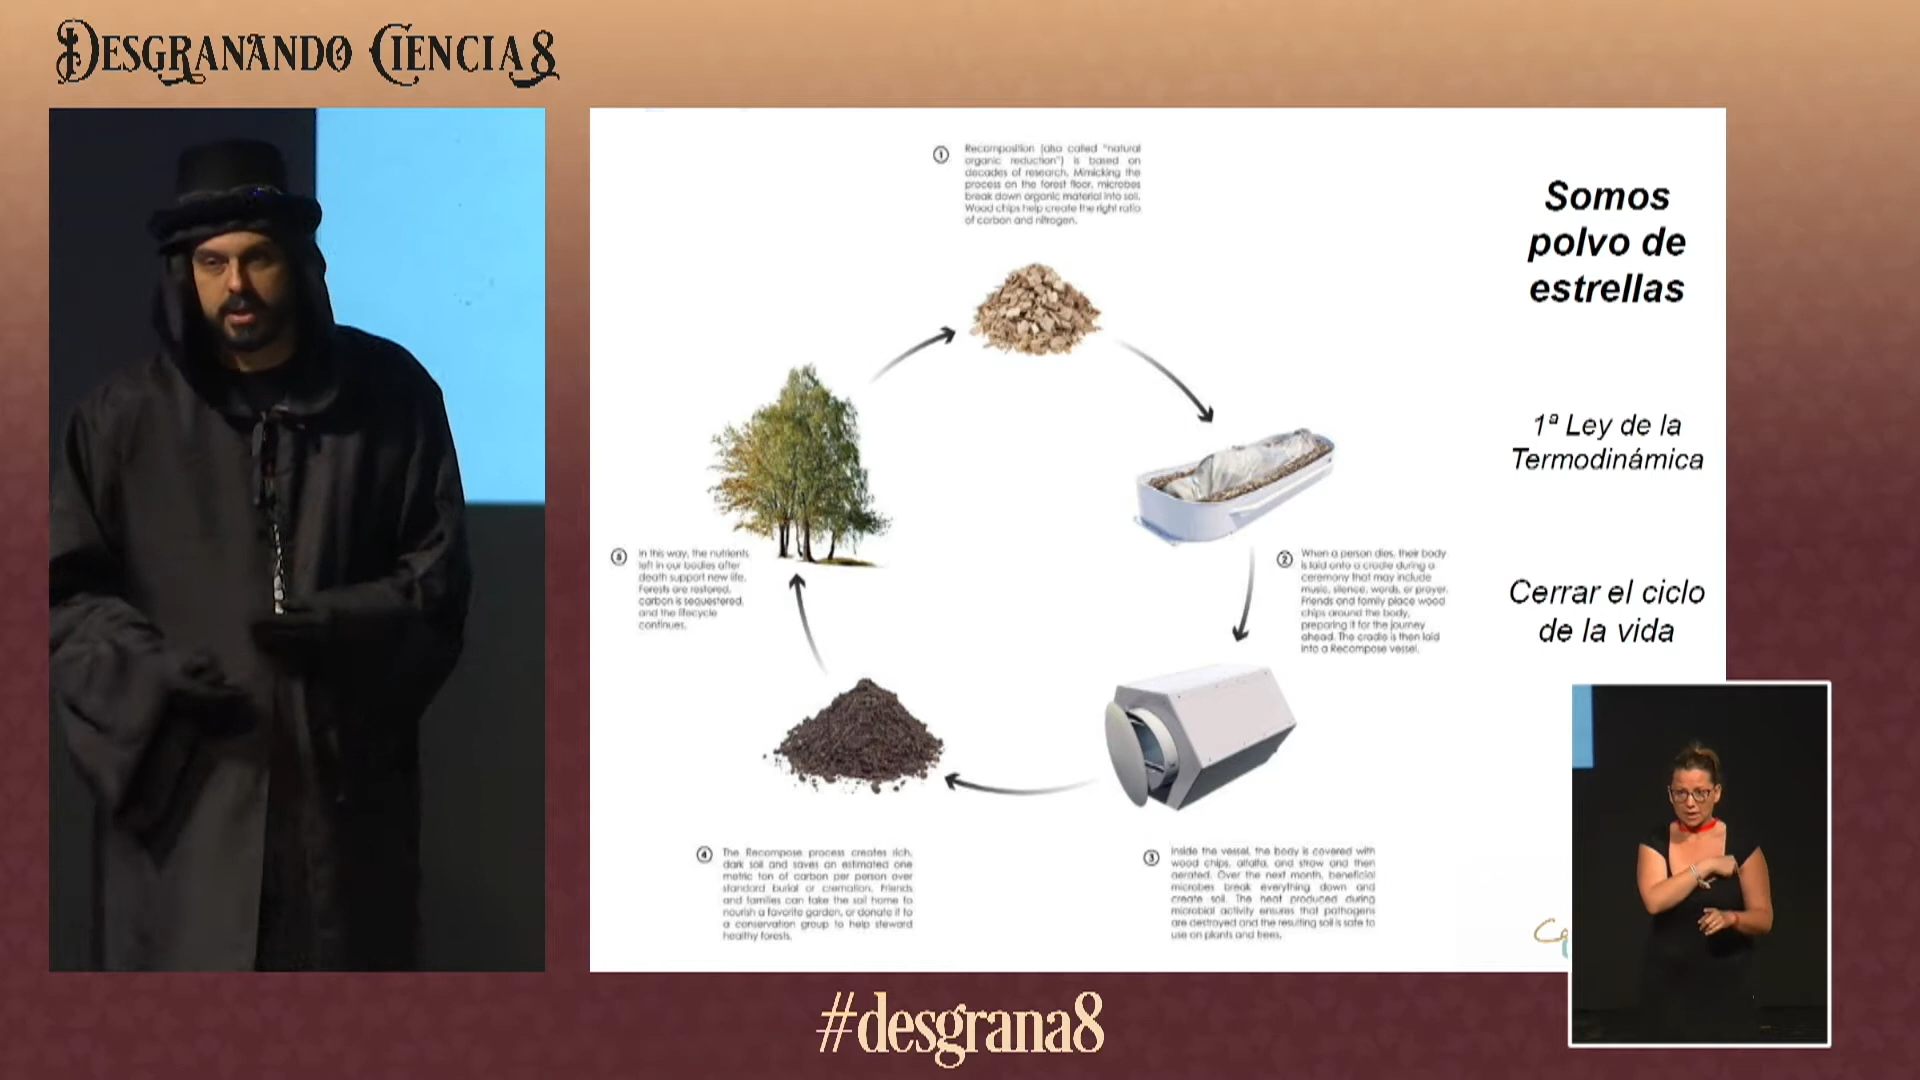 DESGRANANDO CIENCIA8
① Recomposition (also called "natural
organic reduction") is based on
decades of research. Mimicking the
process on the forest floor, microbes
break down organic material into soil.
Wood chips help create the right ratio
of carbon and nitrogen.
Somos
polvo de
estrellas
1ª Ley de la
Termodinámica
Cerrar el ciclo
de la vida
② When a person dies, their body
is laid onto a cradle during a
ceremony that may include
music, silence, words, or prayer.
Friends and family place wood
chips around the body,
preparing it for the journey
ahead. The cradle is then laid
into a Recompose vessel.
③ Inside the vessel, the body is covered with
wood chips, alfalfa, and straw and then
aerated. Over the next month, beneficial
microbes break everything down and
create soil. The heat produced during
microbial activity ensures that pathogens
are destroyed and the resulting soil is safe to
use on plants and trees.
④ The Recompose process creates rich,
dark soil and saves an estimated one
metric ton of carbon per person over
standard burial or cremation. Friends
and families can take the soil home to
nourish a favorite garden, or donate it to
a conservation group to help steward
healthy forests.
⑤ In this way, the nutrients
left in our bodies after
death support new life.
Forests are restored,
carbon is sequestered,
and the lifecycle
continues.
#desgrana8